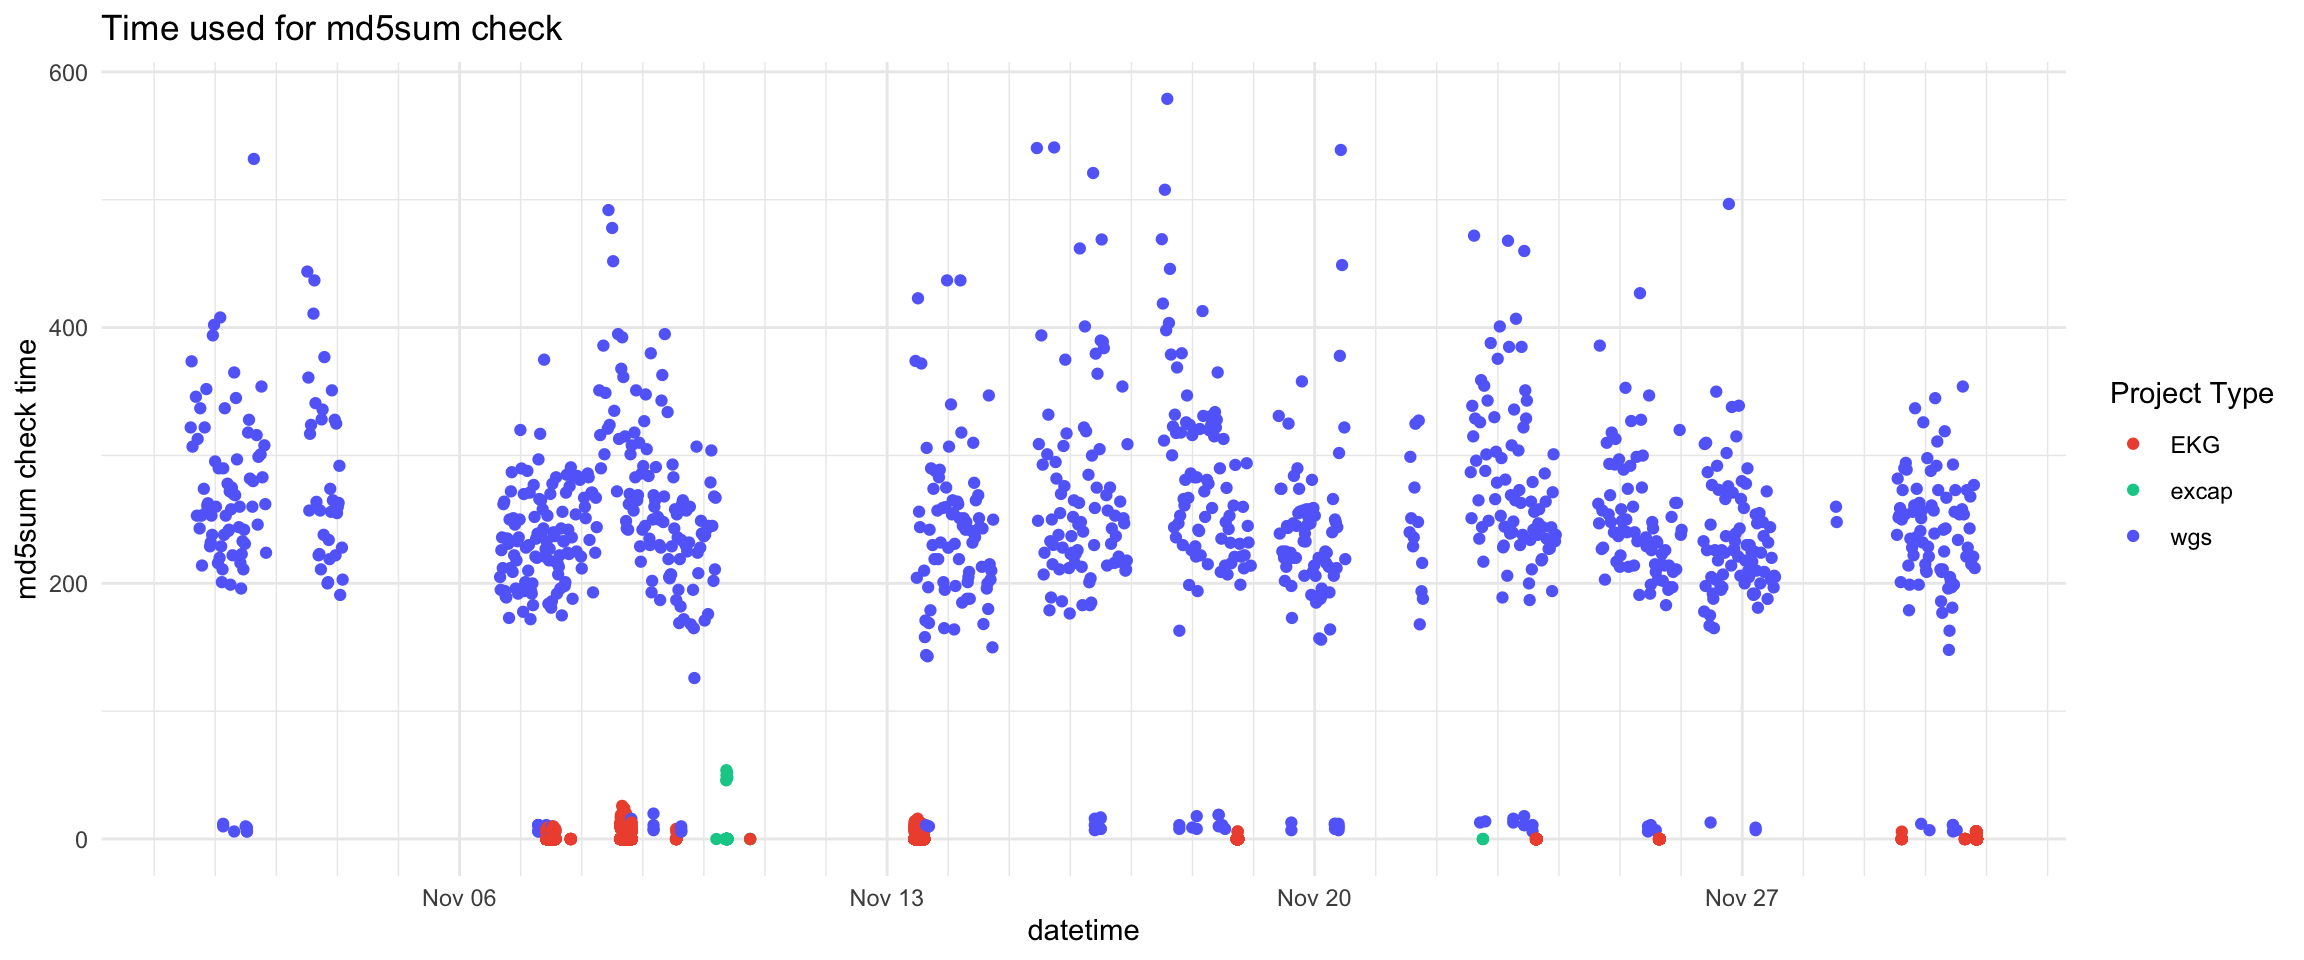 Time used for md5sum check
600
400
200
0
md5sum check time
Nov 06
Nov 13
Nov 20
Nov 27
datetime
Project Type
EKG
excap
wgs